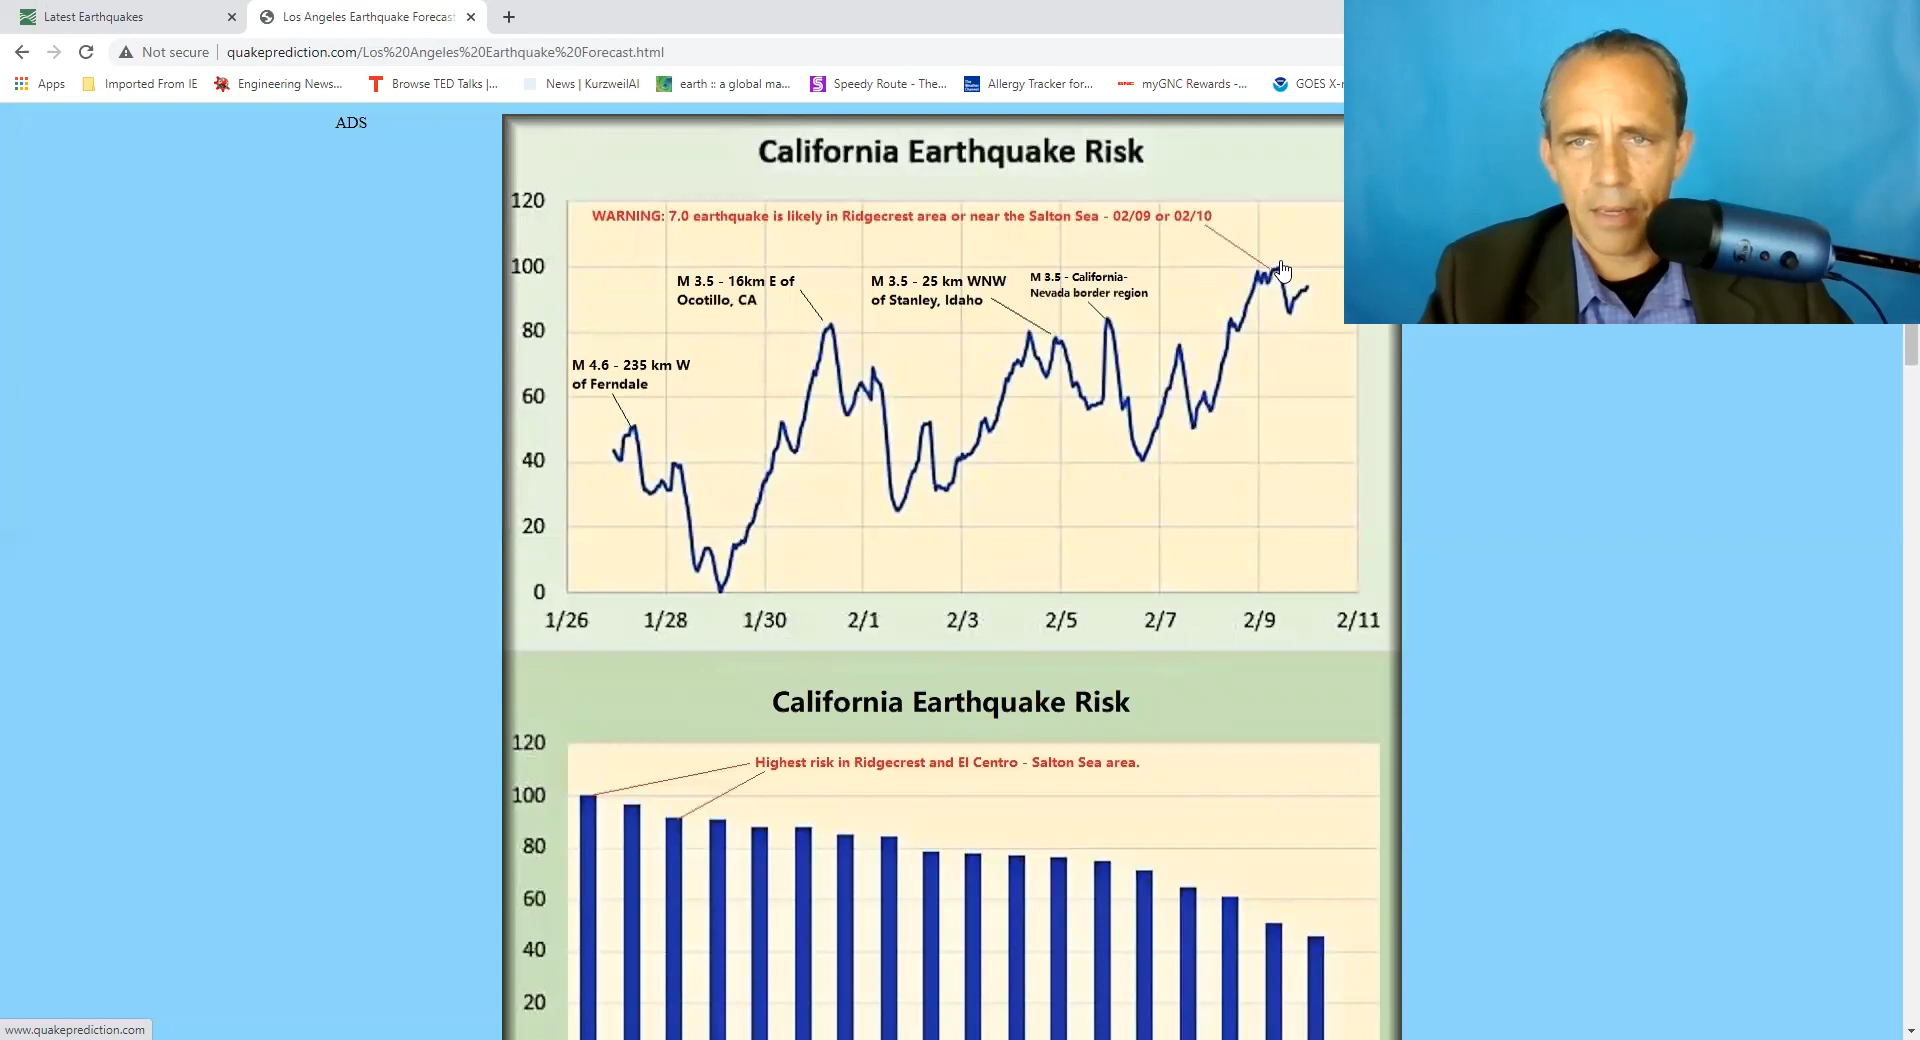 Latest Earthquakes
Los Angeles Earthquake Forecast
Not secure
quakeprediction.com/Los%20Angeles%20Earthquake%20Forecast.html
Apps
Imported From IE
Engineering News...
Browse TED Talks |...
News | KurzweilAI
earth :: a global ma...
Speedy Route - The...
Allergy Tracker for...
GNC
myGNC Rewards -...
GOES X-r
ADS
California Earthquake Risk
120
WARNING: 7.0 earthquake is likely in Ridgecrest area or near the Salton Sea - 02/09 or 02/10
100
M 3.5 - 16km E of
Ocotillo, CA
M 3.5 - 25 km WNW
of Stanley, Idaho
M 3.5 - California-
Nevada border region
80
M 4.6 - 235 km W
of Ferndale
60
40
20
0
1/26 1/28 1/30 2/1 2/3 2/5 2/7 2/9 2/11
California Earthquake Risk
120
Highest risk in Ridgecrest and El Centro - Salton Sea area.
100
80
60
40
20
www.quakeprediction.com